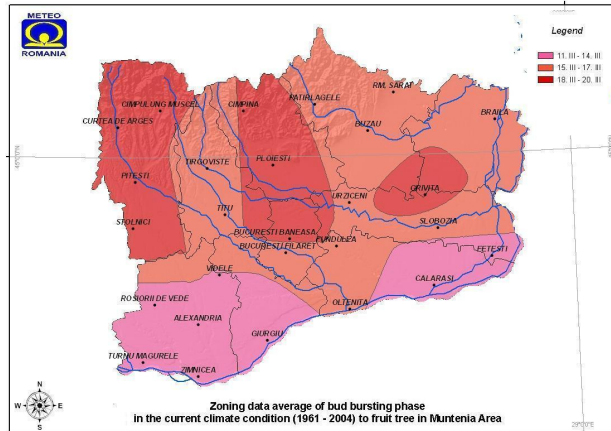 METEO
ROMANIA
Legend
11. III - 14. III
15. III - 17. III
18. III - 20. III
RM. SARAT
PATIRLAGELE
CIMPULUNG MUSCEL
CIMPINA
BRAILA
CURTEA DE ARGES
BUZAU
TIRGOVISTE
PLOIESTI
PITESTI
GRIVITA
URZICENI
TITU
STOLNICI
SLOBOZIA
BUCURESTI BANEASA
FUNDULEA
BUCURESTI FILARET
FETESTI
VIDELE
CALARASI
ROSIORII DE VEDE
OLTENITA
ALEXANDRIA
GIURGIU
TURNU MAGURELE
ZIMNICEA
N
W E
S
Zoning data average of bud bursting phase
in the current climate condition (1961 - 2004) to fruit tree in Muntenia Area